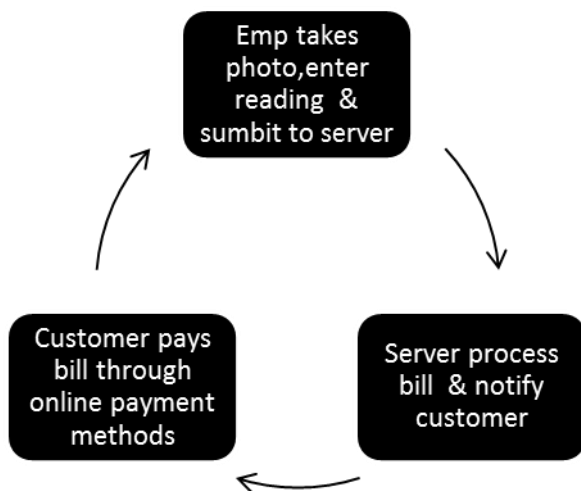 Emp takes
photo,enter
reading &
sumbit to server
Server process
bill & notify
customer
Customer pays
bill through
online payment
methods